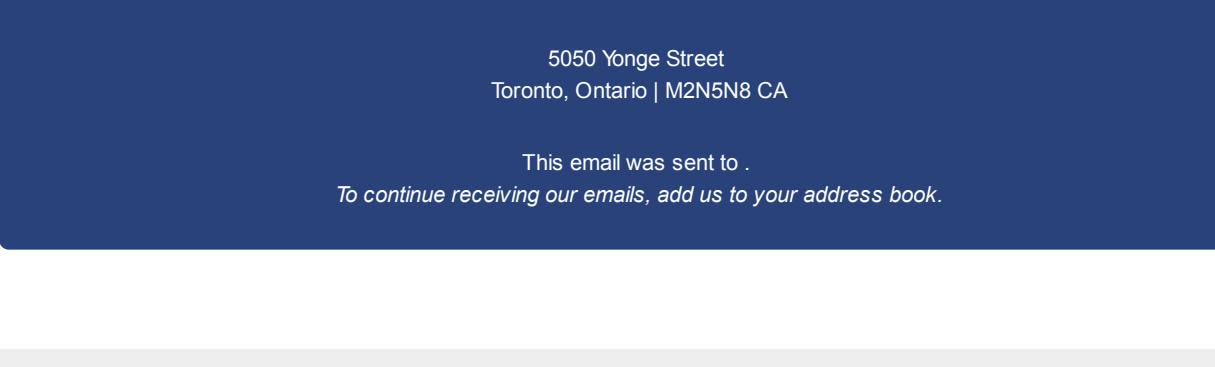 5050 Yonge Street
Toronto, Ontario | M2N5N8 CA
This email was sent to .
To continue receiving our emails, add us to your address book.